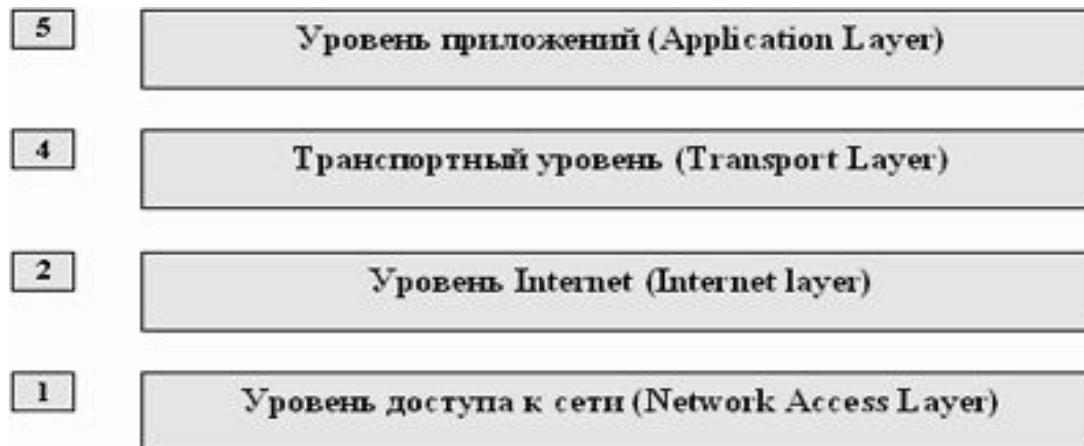 5 Уровень приложений (Application Layer)
4 Транспортный уровень (Transport Layer)
2 Уровень Internet (Internet layer)
1 Уровень доступа к сети (Network Access Layer)